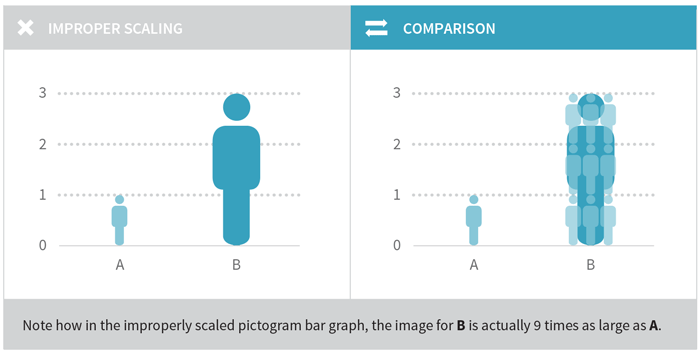 IMPROPER SCALING
3
2
1
0
A
B
COMPARISON
3
2
1
0
A
B
Note how in the improperly scaled pictogram bar graph, the image for B is actually 9 times as large as A.